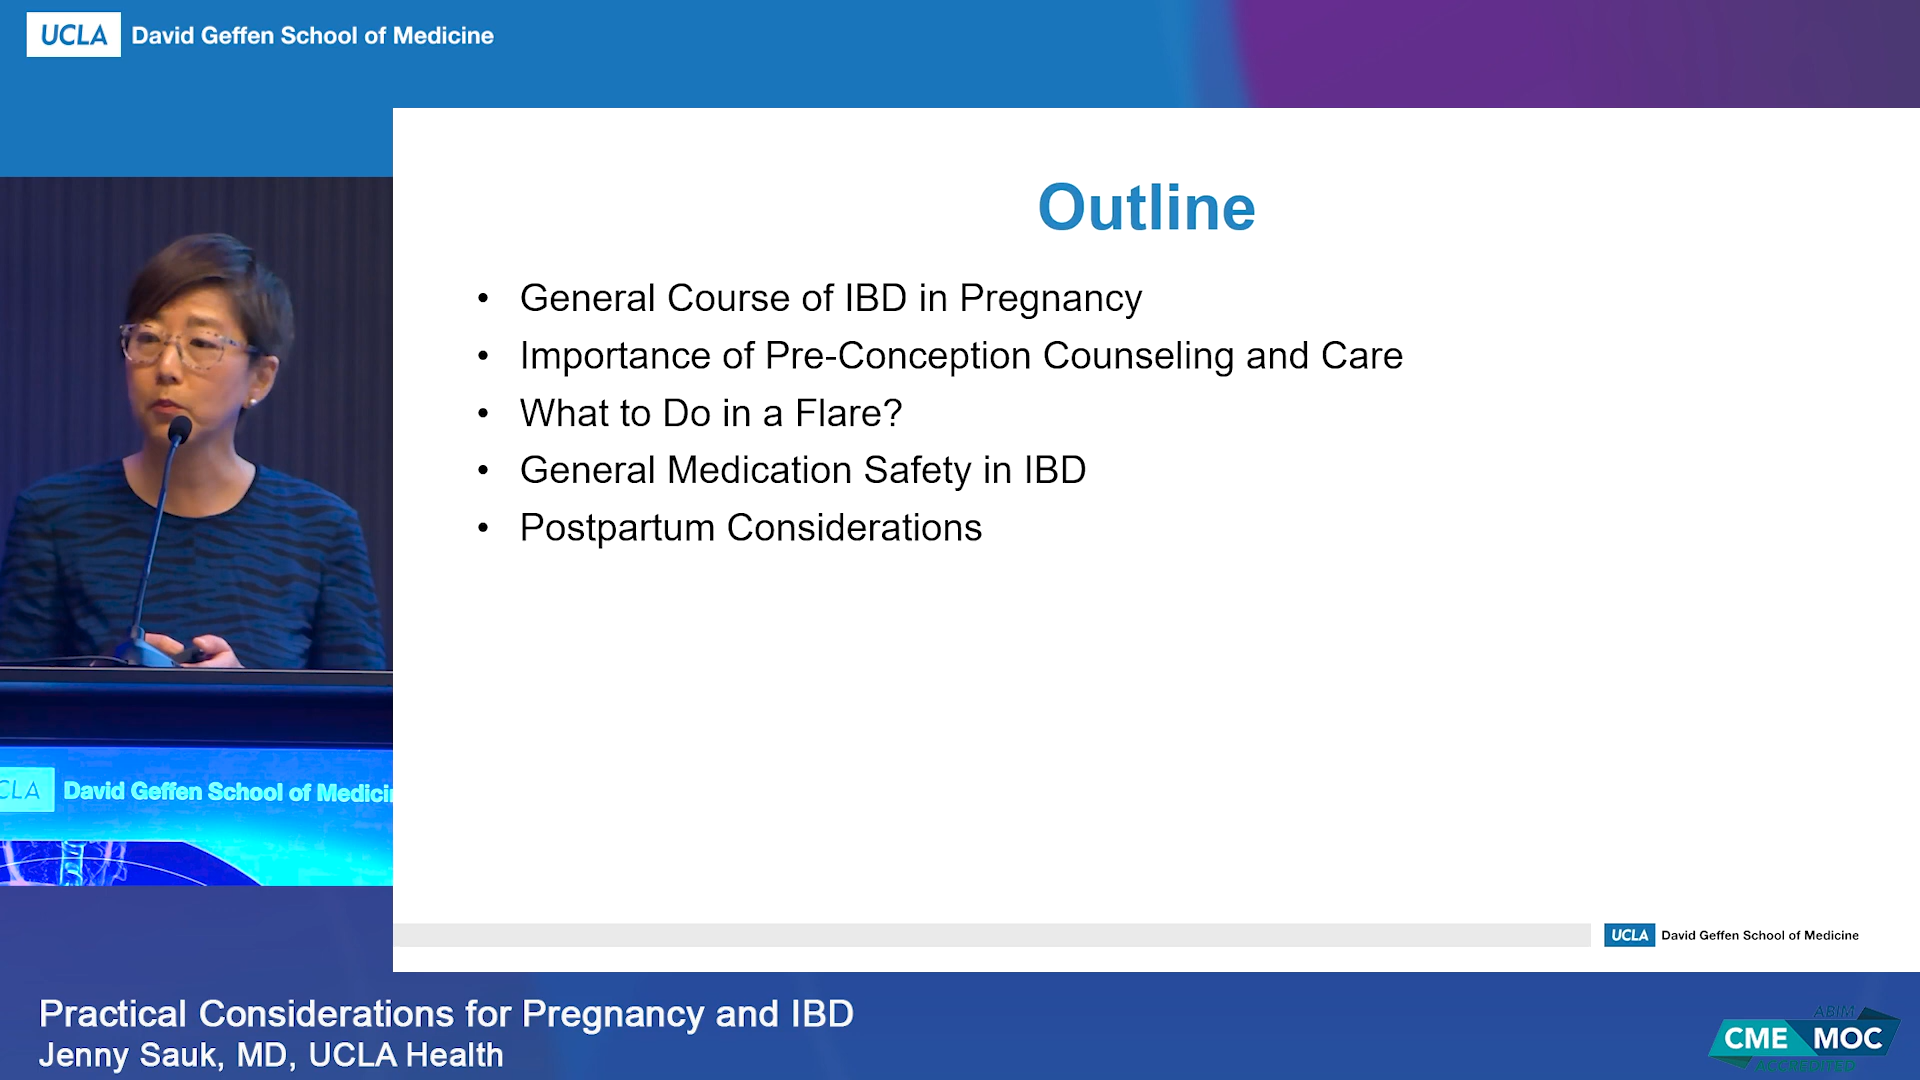 UCLA David Geffen School of Medicine
Outline
• General Course of IBD in Pregnancy
• Importance of Pre-Conception Counseling and Care
• What to Do in a Flare?
• General Medication Safety in IBD
• Postpartum Considerations
CLA David Geffen School of Medici
UCLA David Geffen School of Medicine
Practical Considerations for Pregnancy and IBD
Jenny Sauk, MD, UCLA Health
ABIM
CME MOC
ACCREDITED